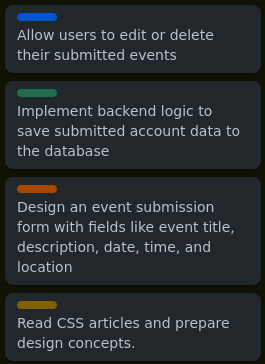 Allow users to edit or delete
their submitted events
Implement backend logic to
save submitted account data to
the database
Design an event submission
form with fields like event title,
description, date, time, and
location
Read CSS articles and prepare
design concepts.